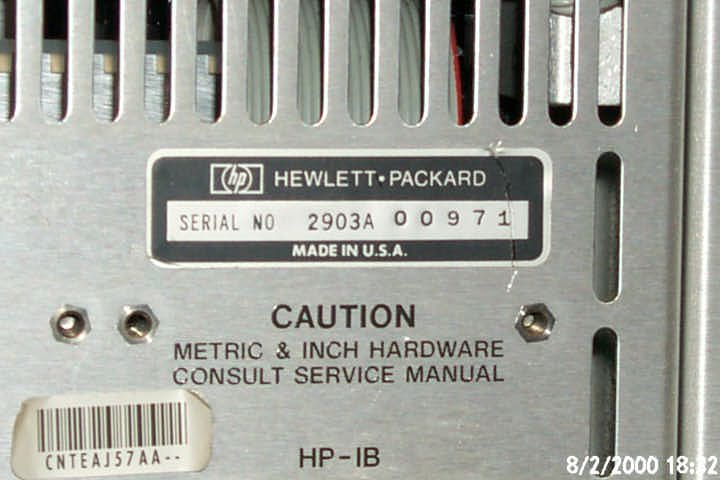 hp HEWLETT•PACKARD
SERIAL NO 2903A 00971
MADE IN U.S.A.
CAUTION
METRIC & INCH HARDWARE
CONSULT SERVICE MANUAL
CNTEAJ57AA--
HP-IB
8/2/2000 18:32